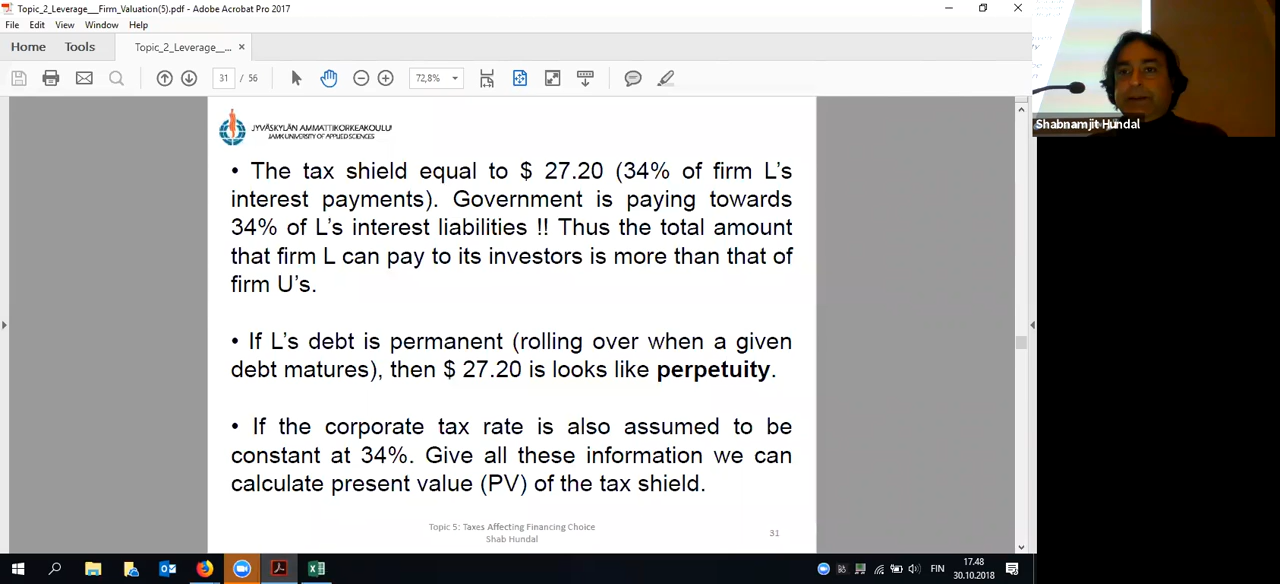 Topic_2_Leverage__Firm_Valuation(5).pdf - Adobe Acrobat Pro 2017
File Edit View Window Help
Home Tools Topic_2_Leverage__... ×
31 / 56 72,8%
JYVÄSKYLÄN AMMATTIKORKEAKOULU
JAMK UNIVERSITY OF APPLIED SCIENCES
• The tax shield equal to $ 27.20 (34% of firm L's
interest payments). Government is paying towards
34% of L's interest liabilities !! Thus the total amount
that firm L can pay to its investors is more than that of
firm U's.
• If L's debt is permanent (rolling over when a given
debt matures), then $ 27.20 is looks like perpetuity.
• If the corporate tax rate is also assumed to be
constant at 34%. Give all these information we can
calculate present value (PV) of the tax shield.
Topic 5: Taxes Affecting Financing Choice
Shab Hundal
31
Shabnamjit Hundal
FIN
17.48
30.10.2018